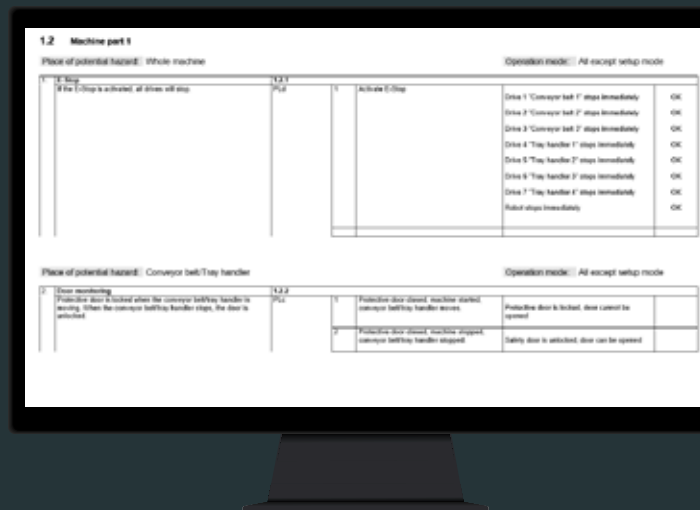 1.2 Machine part 1
Place of potential hazard: Whole machine Operation mode: All except setup mode
1. E-Stop 1.2.1
If the E-Stop is activated, all drives will stop. PLd 1 Activate E-Stop
Drive 1 "Conveyor belt 1" stops immediately OK
Drive 2 "Conveyor belt 2" stops immediately OK
Drive 3 "Conveyor belt 3" stops immediately OK
Drive 4 "Tray handler 1" stops immediately OK
Drive 5 "Tray handler 2" stops immediately OK
Drive 6 "Tray handler 3" stops immediately OK
Drive 7 "Tray handler 4" stops immediately OK
Robot stops immediately OK
Place of potential hazard: Conveyor belt/Tray handler Operation mode: All except setup mode
2. Door monitoring 1.2.2
Protective door is locked when the conveyor belt/tray handler is
moving. When the conveyor belt/tray handler stops, the door is
unlocked.
PLc
1 Protective door closed, machine started,
conveyor belt/tray handler moves.
Protective door is locked, door cannot be
opened
2 Protective door closed, machine stopped,
conveyor belt/tray handler stopped
Safety door is unlocked, door can be opened